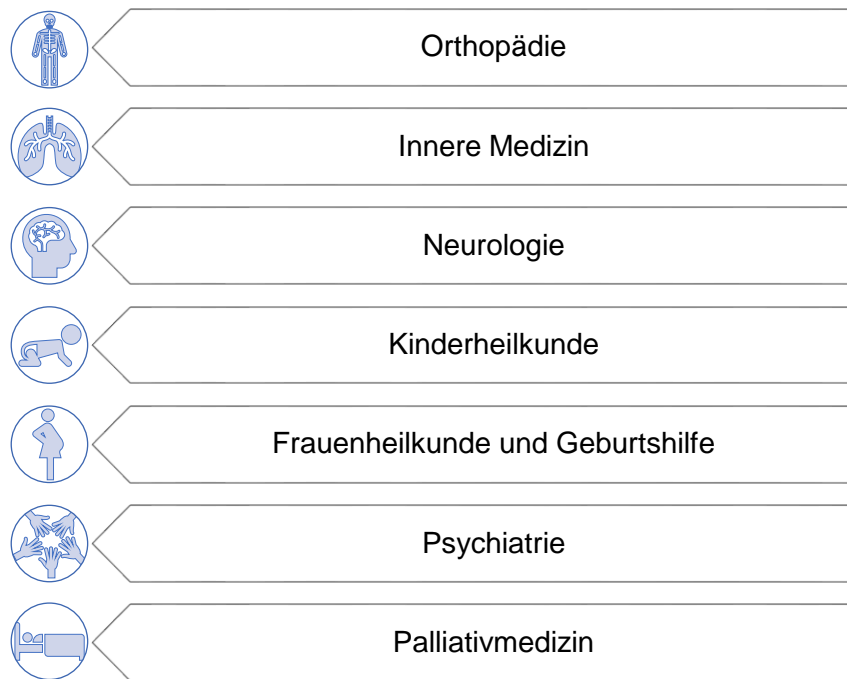 Orthopädie
Innere Medizin
Neurologie
Kinderheilkunde
Frauenheilkunde und Geburtshilfe
Psychiatrie
Palliativmedizin